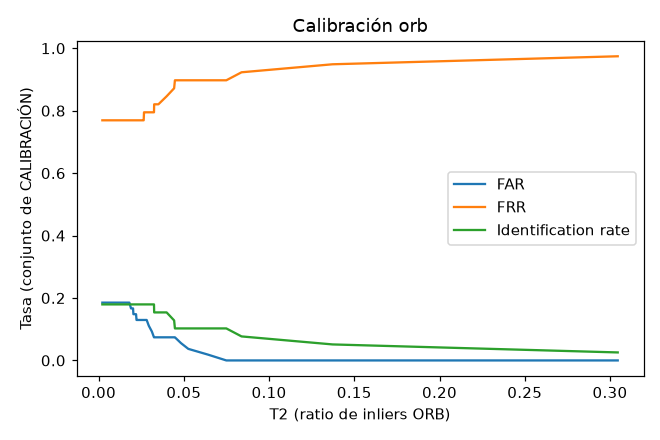 Calibración orb
Tasa (conjunto de CALIBRACIÓN)
1.0
0.8
0.6
0.4
0.2
0.0
FAR
FRR
Identification rate
0.00 0.05 0.10 0.15 0.20 0.25 0.30
T2 (ratio de inliers ORB)